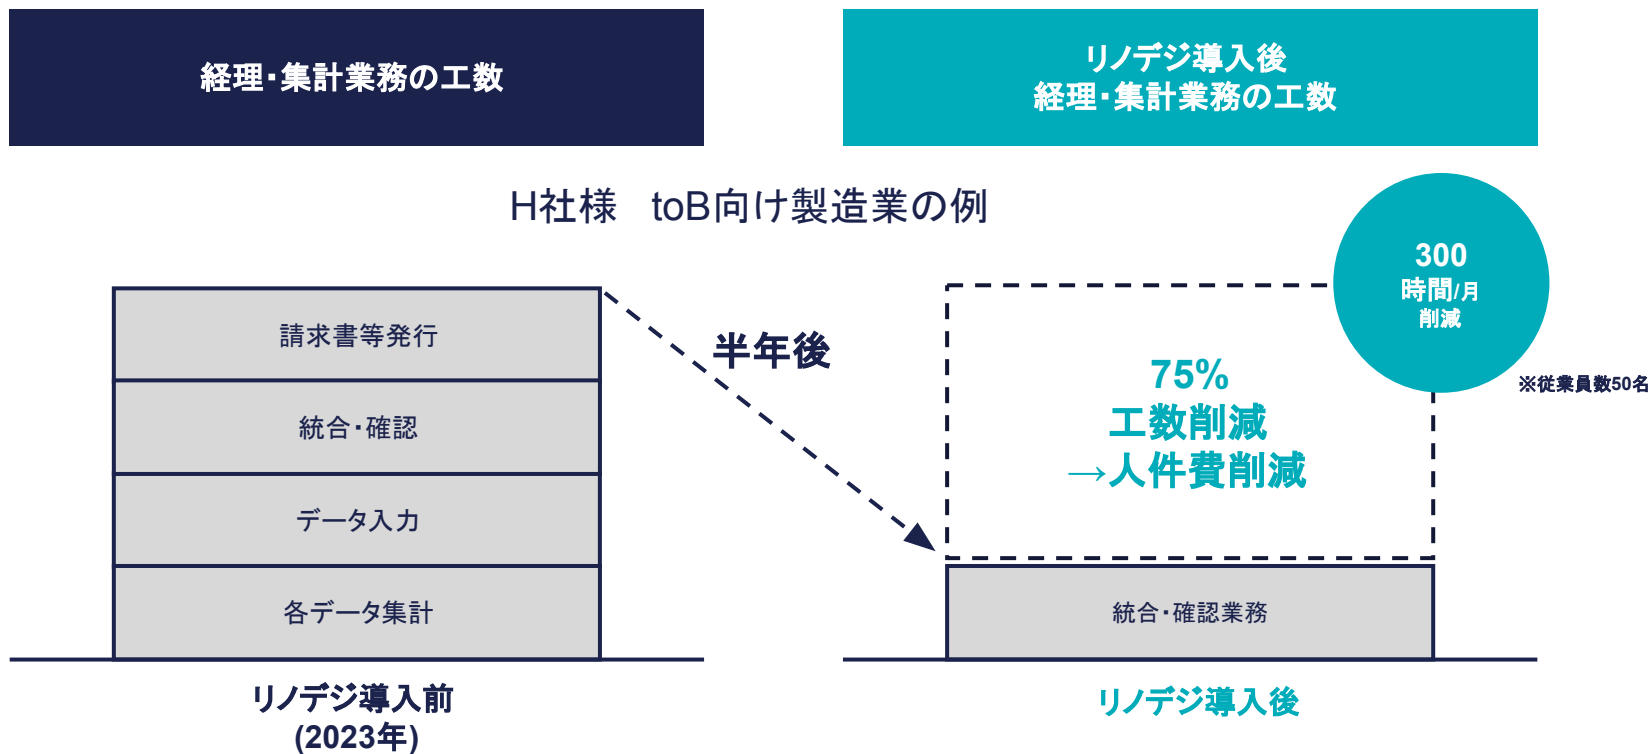 経理・集計業務の工数
リノデジ導入後
経理・集計業務の工数
H社様　toB向け製造業の例
300
時間/月
削減
※従業員数50名
請求書等発行
統合・確認
データ入力
各データ集計
半年後
75%
工数削減
→人件費削減
統合・確認業務
リノデジ導入前
(2023年)
リノデジ導入後